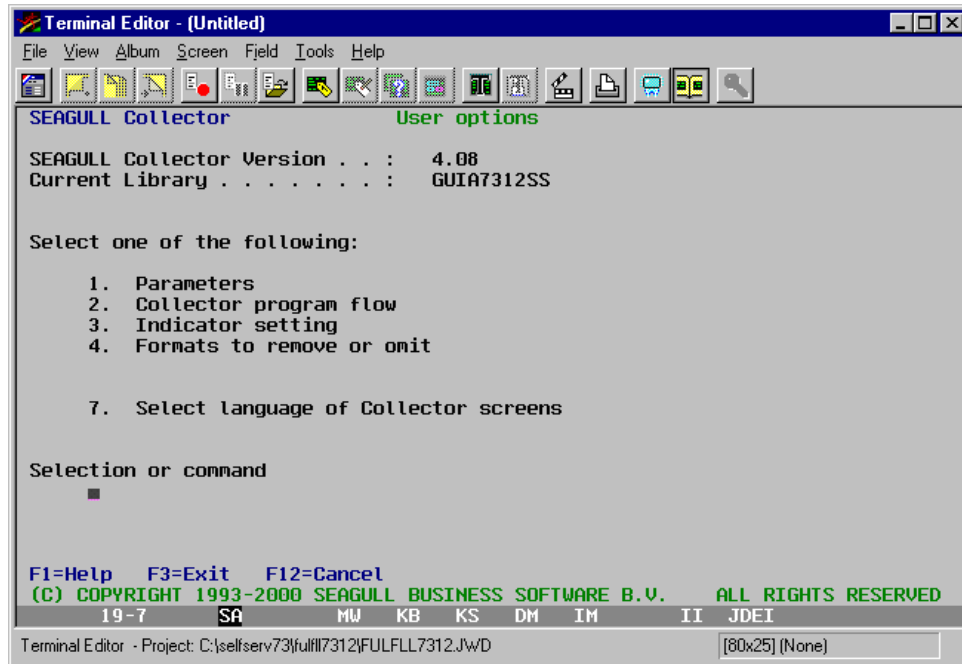 Terminal Editor - (Untitled)
File View Album Screen Field Tools Help
SEAGULL Collector User options
SEAGULL Collector Version . . : 4.08
Current Library . . . . . . . : GUIA7312SS
Select one of the following:
1. Parameters
2. Collector program flow
3. Indicator setting
4. Formats to remove or omit
7. Select language of Collector screens
Selection or command
F1=Help F3=Exit F12=Cancel
(C) COPYRIGHT 1993-2000 SEAGULL BUSINESS SOFTWARE B.V. ALL RIGHTS RESERVED
19-7 SA MW KB KS DM IM II JDEI
Terminal Editor - Project: C:\selfserv73\fulfill7312\FULFLL7312.JWD [80x25] (None)